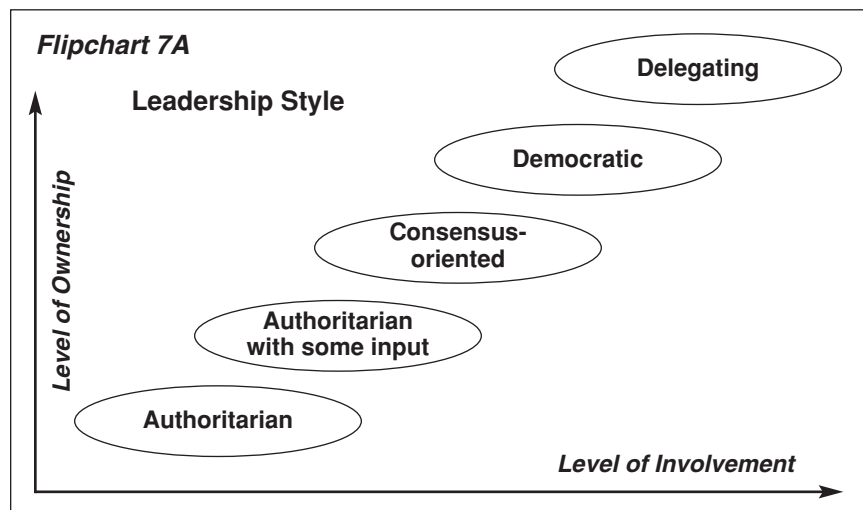 Flipchart 7A
Leadership Style
Delegating
Democratic
Consensus-
oriented
Authoritarian
with some input
Authoritarian
Level of Ownership
Level of Involvement